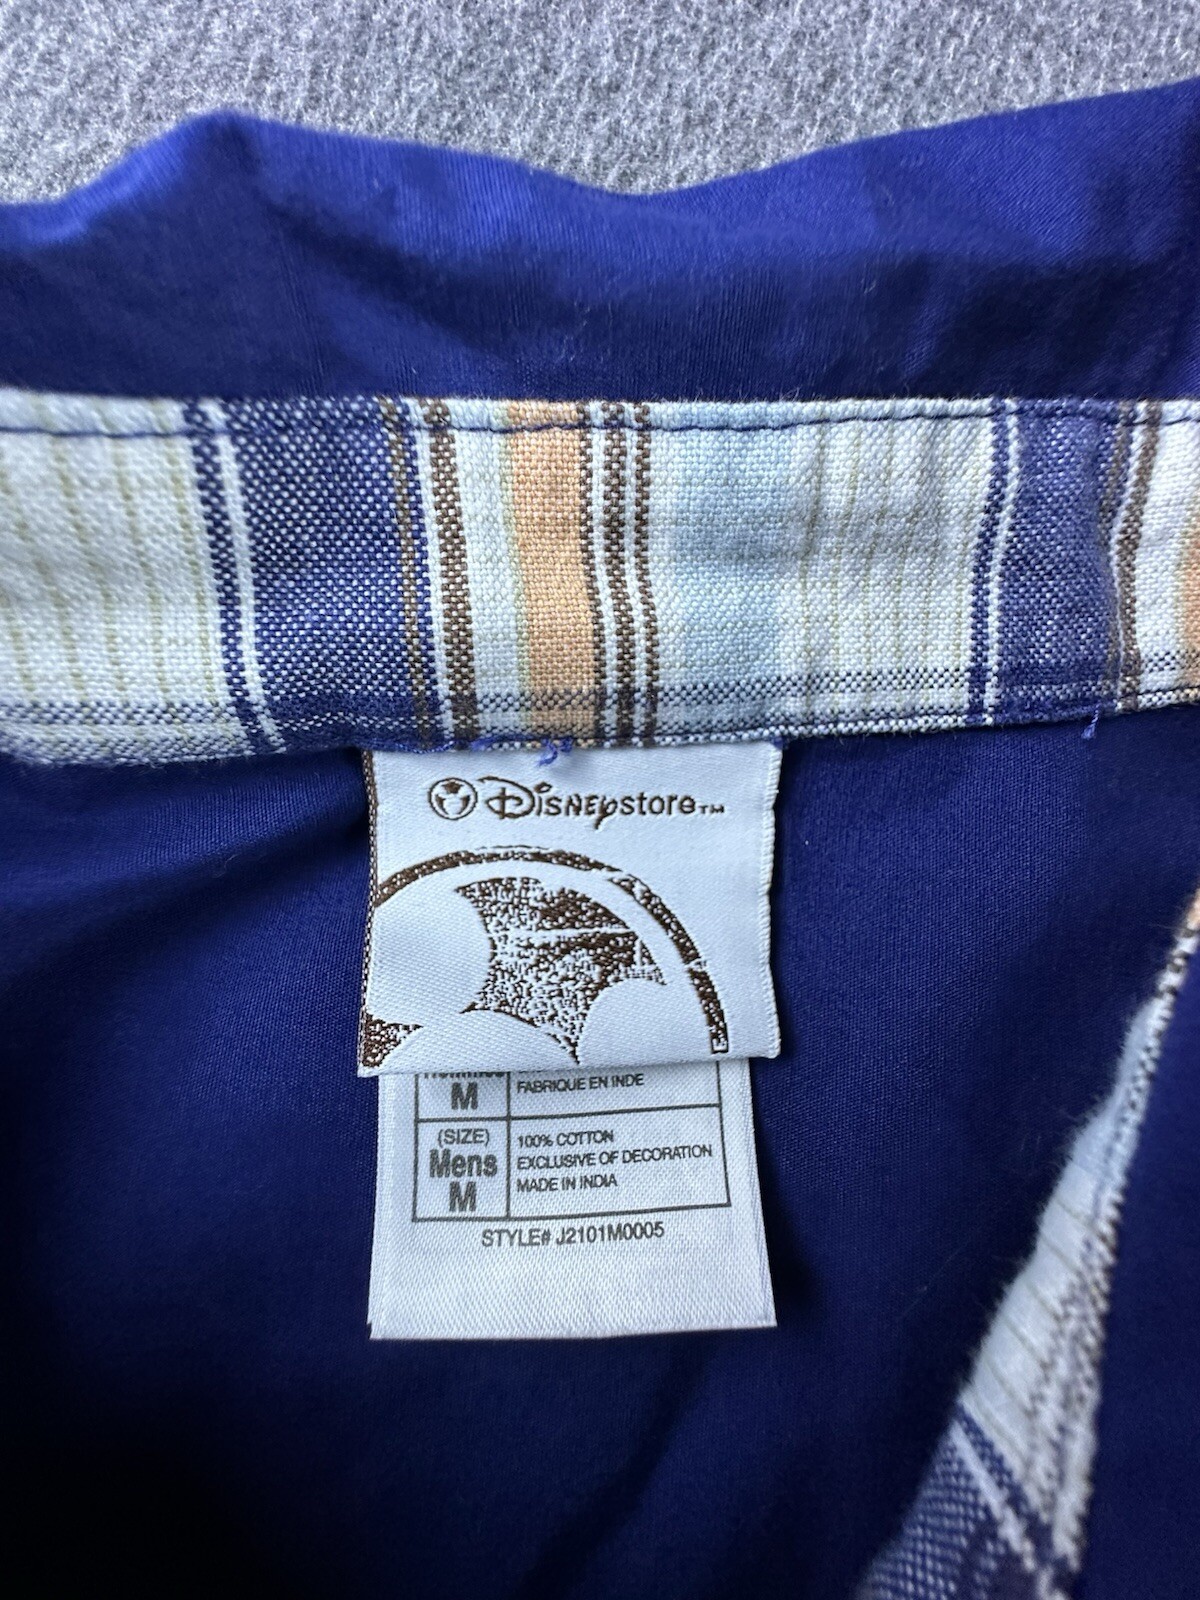 Disneystore™
M
FABRIQUE EN INDE
(SIZE)
Mens
M
100% COTTON
EXCLUSIVE OF DECORATION
MADE IN INDIA
STYLE# J2101M0005